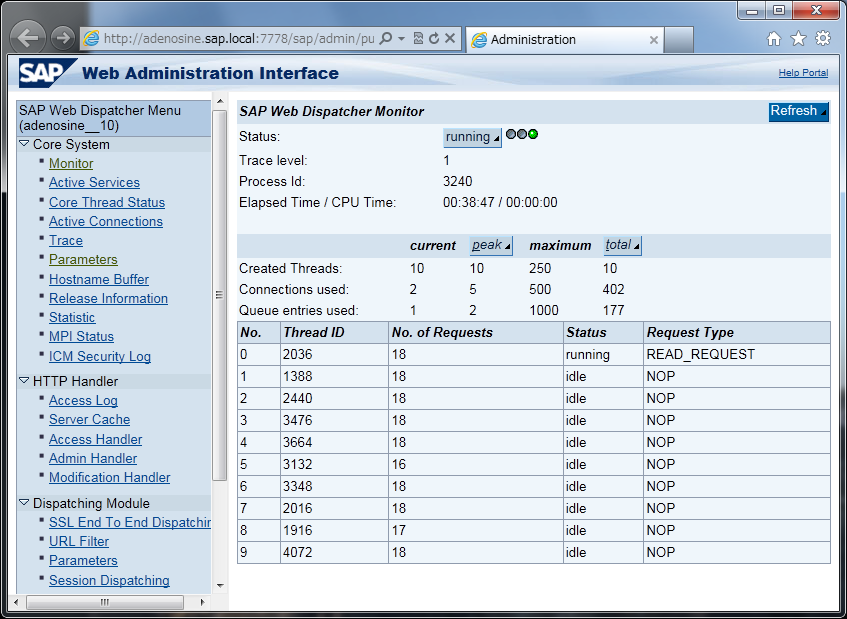 http://adenosine.sap.local:7778/sap/admin/pu
Administration
SAP Web Administration Interface
Help Portal
SAP Web Dispatcher Menu
(adenosine__10)
Core System
Monitor
Active Services
Core Thread Status
Active Connections
Trace
Parameters
Hostname Buffer
Release Information
Statistic
MPI Status
ICM Security Log
HTTP Handler
Access Log
Server Cache
Access Handler
Admin Handler
Modification Handler
Dispatching Module
SSL End To End Dispatchin
URL Filter
Parameters
Session Dispatching
SAP Web Dispatcher Monitor
Refresh
Status: running
Trace level: 1
Process Id: 3240
Elapsed Time / CPU Time: 00:38:47 / 00:00:00
current peak maximum total
Created Threads: 10 10 250 10
Connections used: 2 5 500 402
Queue entries used: 1 2 1000 177
No. Thread ID No. of Requests Status Request Type
0 2036 18 running READ_REQUEST
1 1388 18 idle NOP
2 2440 18 idle NOP
3 3476 18 idle NOP
4 3664 18 idle NOP
5 3132 16 idle NOP
6 3348 18 idle NOP
7 2016 18 idle NOP
8 1916 17 idle NOP
9 4072 18 idle NOP